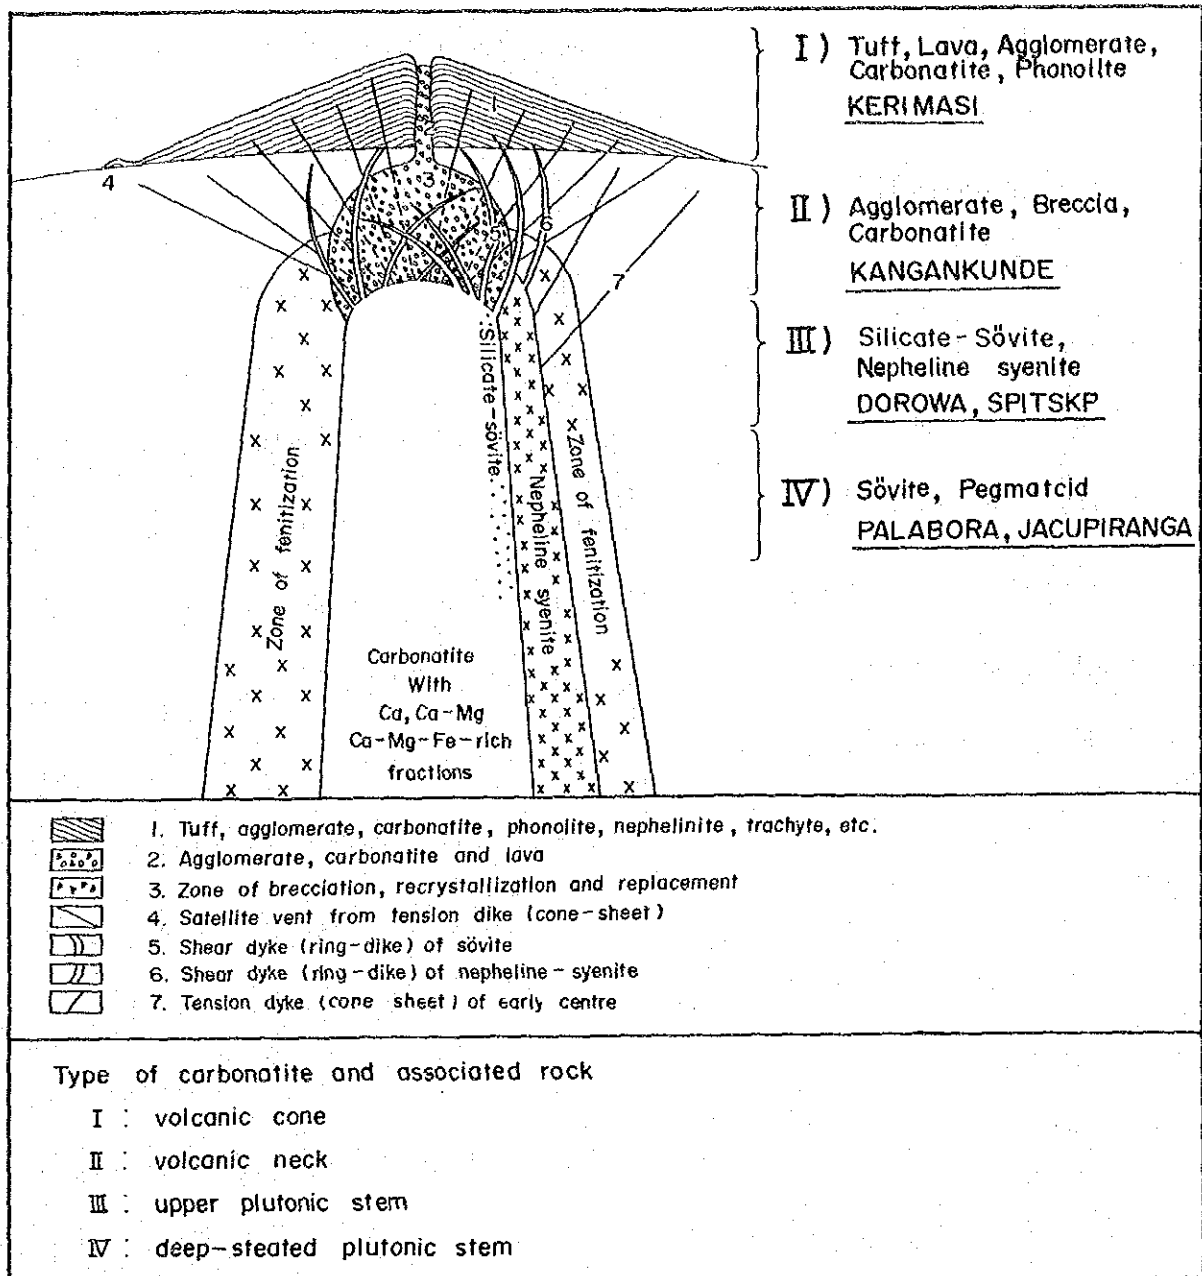 I) Tuff, Lava, Agglomerate,
Carbonatite, Phonolite
KERIMASI
II) Agglomerate, Breccia,
Carbonatite
KANGANKUNDE
III) Silicate-Sövite,
Nepheline syenite
DOROWA, SPITSKP
IV) Sövite, Pegmatcid
PALABORA, JACUPIRANGA
1
3
4
5
6
7
Zone of fenitization
Silicate-sövite
Nepheline syenite
Zone of fenitization
Carbonatite
With
Ca, Ca-Mg
Ca-Mg-Fe-rich
fractions
1. Tuff, agglomerate, carbonatite, phonolite, nephelinite, trachyte, etc.
2. Agglomerate, carbonatite and lava
3. Zone of brecciation, recrystallization and replacement
4. Satellite vent from tension dike (cone-sheet)
5. Shear dyke (ring-dike) of sövite
6. Shear dyke (ring-dike) of nepheline-syenite
7. Tension dyke (cone sheet) of early centre
Type of carbonatite and associated rock
I : volcanic cone
II : volcanic neck
III : upper plutonic stem
IV : deep-steated plutonic stem